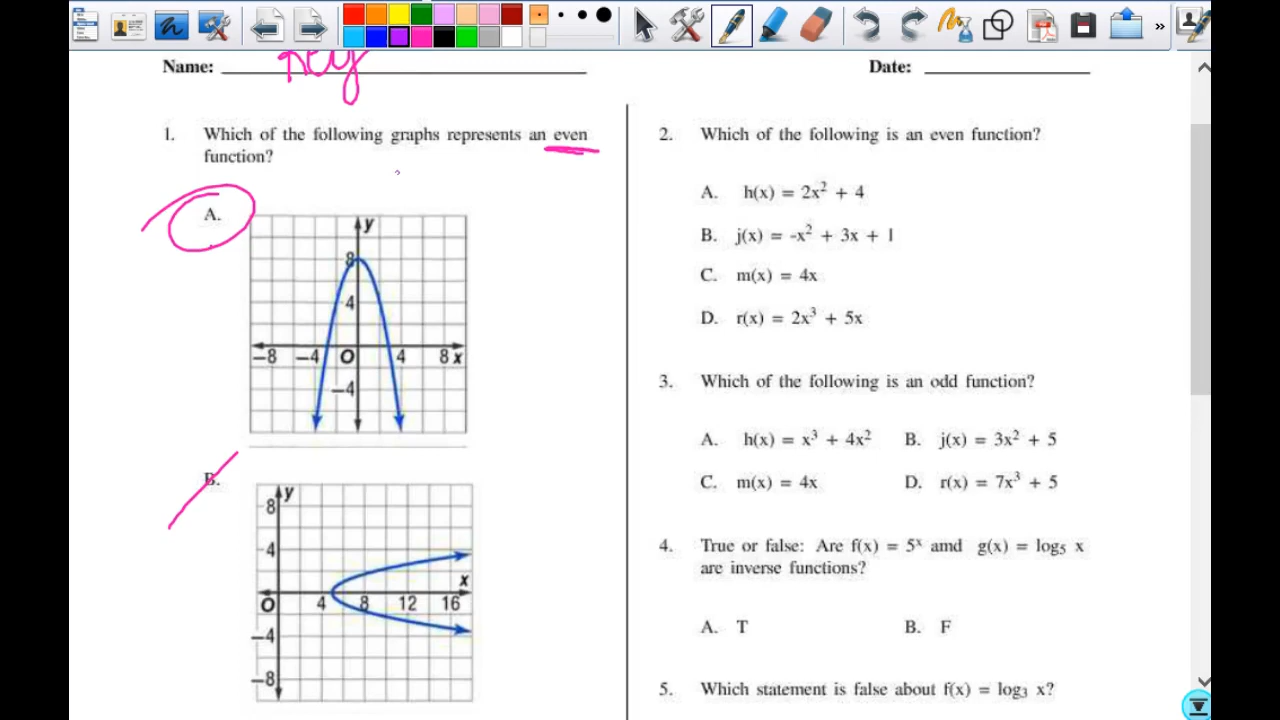 Key
Name:
Date:
1. Which of the following graphs represents an even
function?
A.
y
8
4
-8 -4 O 4 8 x
-4
B.
y
8
4
x
O 4 8 12 16
-4
-8
2. Which of the following is an even function?
A. h(x) = 2x² + 4
B. j(x) = -x² + 3x + 1
C. m(x) = 4x
D. r(x) = 2x³ + 5x
3. Which of the following is an odd function?
A. h(x) = x³ + 4x² B. j(x) = 3x² + 5
C. m(x) = 4x D. r(x) = 7x³ + 5
4. True or false: Are f(x) = 5ˣ amd g(x) = log₅ x
are inverse functions?
A. T B. F
5. Which statement is false about f(x) = log₃ x?